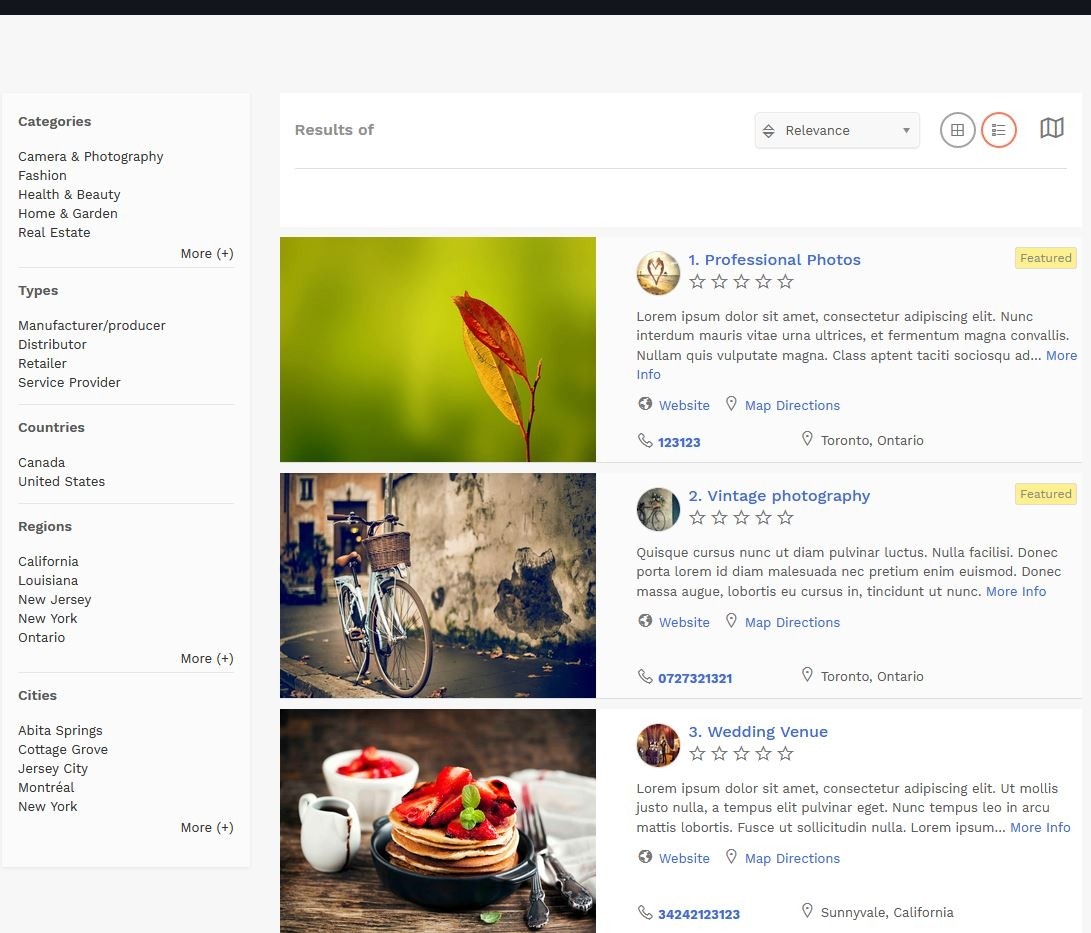 Categories
Camera & Photography
Fashion
Health & Beauty
Home & Garden
Real Estate
More (+)
Types
Manufacturer/producer
Distributor
Retailer
Service Provider
Countries
Canada
United States
Regions
California
Louisiana
New Jersey
New York
Ontario
More (+)
Cities
Abita Springs
Cottage Grove
Jersey City
Montréal
New York
More (+)
Results of
Relevance
1. Professional Photos
Featured
Lorem ipsum dolor sit amet, consectetur adipiscing elit. Nunc
interdum mauris vitae urna ultrices, et fermentum magna convallis.
Nullam quis vulputate magna. Class aptent taciti sociosqu ad... More
Info
Website Map Directions
123123 Toronto, Ontario
2. Vintage photography
Featured
Quisque cursus nunc ut diam pulvinar luctus. Nulla facilisi. Donec
porta lorem id diam malesuada nec pretium enim euismod. Donec
massa augue, lobortis eu cursus in, tincidunt ut nunc. More Info
Website Map Directions
0727321321 Toronto, Ontario
3. Wedding Venue
Lorem ipsum dolor sit amet, consectetur adipiscing elit. Ut mollis
justo nulla, a tempus elit pulvinar eget. Nunc tempus leo in arcu
mattis lobortis. Fusce ut sollicitudin nulla. Lorem ipsum... More Info
Website Map Directions
34242123123 Sunnyvale, California